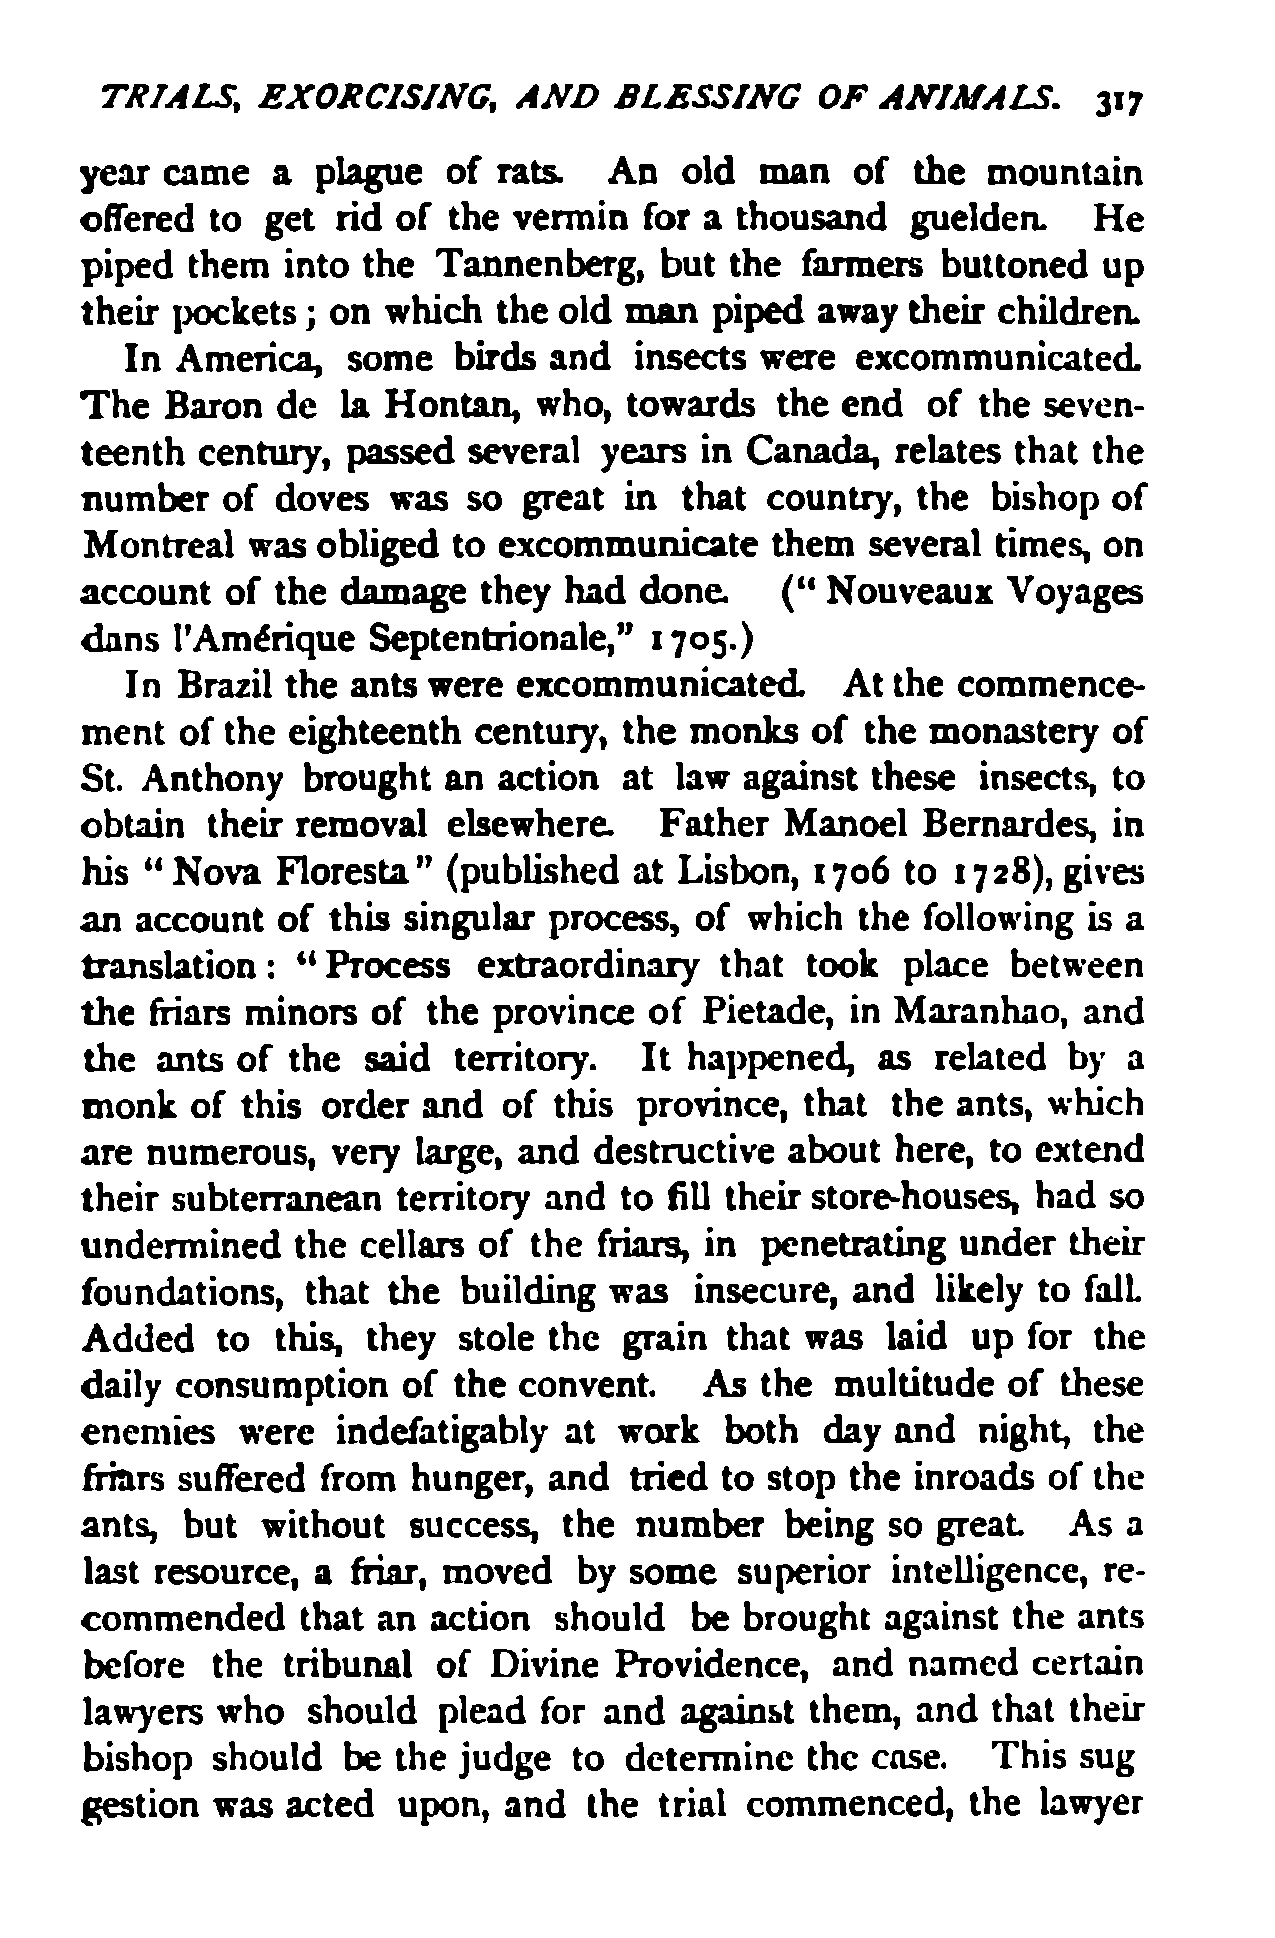 TRIALS, EXORCISING, AND BLESSING OF ANIMALS. 317
year came a plague of rats. An old man of the mountain
offered to get rid of the vermin for a thousand guelden. He
piped them into the Tannenberg, but the farmers buttoned up
their pockets; on which the old man piped away their children.
In America, some birds and insects were excommunicated.
The Baron de la Hontan, who, towards the end of the seven-
teenth century, passed several years in Canada, relates that the
number of doves was so great in that country, the bishop of
Montreal was obliged to excommunicate them several times, on
account of the damage they had done. (“ Nouveaux Voyages
dans l'Amérique Septentrionale,” 1705.)
In Brazil the ants were excommunicated. At the commence-
ment of the eighteenth century, the monks of the monastery of
St. Anthony brought an action at law against these insects, to
obtain their removal elsewhere. Father Manoel Bernardes, in
his “ Nova Floresta ” (published at Lisbon, 1706 to 1728), gives
an account of this singular process, of which the following is a
translation : “ Process extraordinary that took place between
the friars minors of the province of Pietade, in Maranhao, and
the ants of the said territory. It happened, as related by a
monk of this order and of this province, that the ants, which
are numerous, very large, and destructive about here, to extend
their subterranean territory and to fill their store-houses, had so
undermined the cellars of the friars, in penetrating under their
foundations, that the building was insecure, and likely to fall.
Added to this, they stole the grain that was laid up for the
daily consumption of the convent. As the multitude of these
enemies were indefatigably at work both day and night, the
friars suffered from hunger, and tried to stop the inroads of the
ants, but without success, the number being so great. As a
last resource, a friar, moved by some superior intelligence, re-
commended that an action should be brought against the ants
before the tribunal of Divine Providence, and named certain
lawyers who should plead for and against them, and that their
bishop should be the judge to determine the case. This sug
gestion was acted upon, and the trial commenced, the lawyer